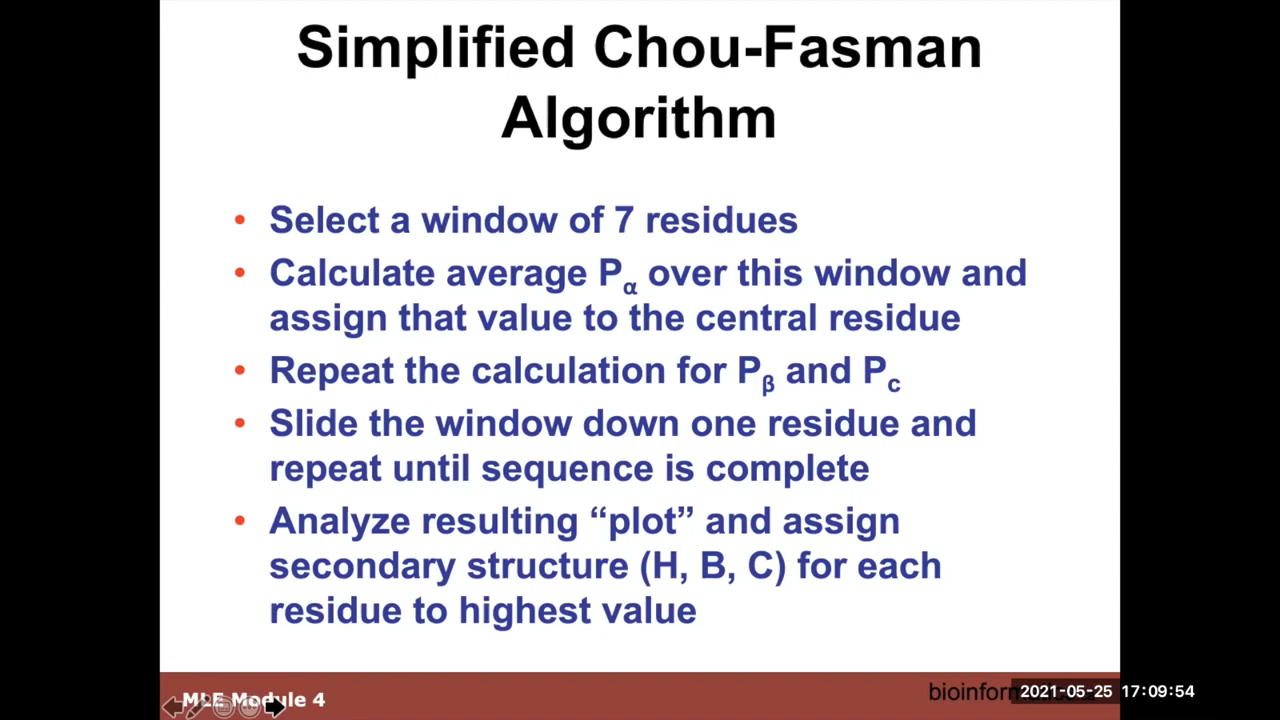 Simplified Chou-Fasman
Algorithm
• Select a window of 7 residues
• Calculate average Pα over this window and
assign that value to the central residue
• Repeat the calculation for Pβ and Pc
• Slide the window down one residue and
repeat until sequence is complete
• Analyze resulting “plot” and assign
secondary structure (H, B, C) for each
residue to highest value
MLE Module 4
2021-05-25 17:09:54